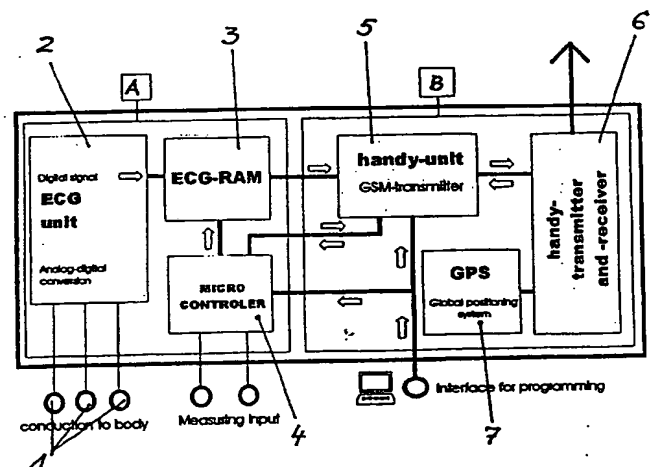 2
3
5
6
A
B
Digital signal
ECG
unit
Analog-digital
conversion
ECG-RAM
MICRO
CONTROLER
handy-unit
GSM-transmitter
GPS
Global positioning
system
handy-
transmitter
and -receiver
conduction to body
Measuring Input
4
Interface for programming
7
1